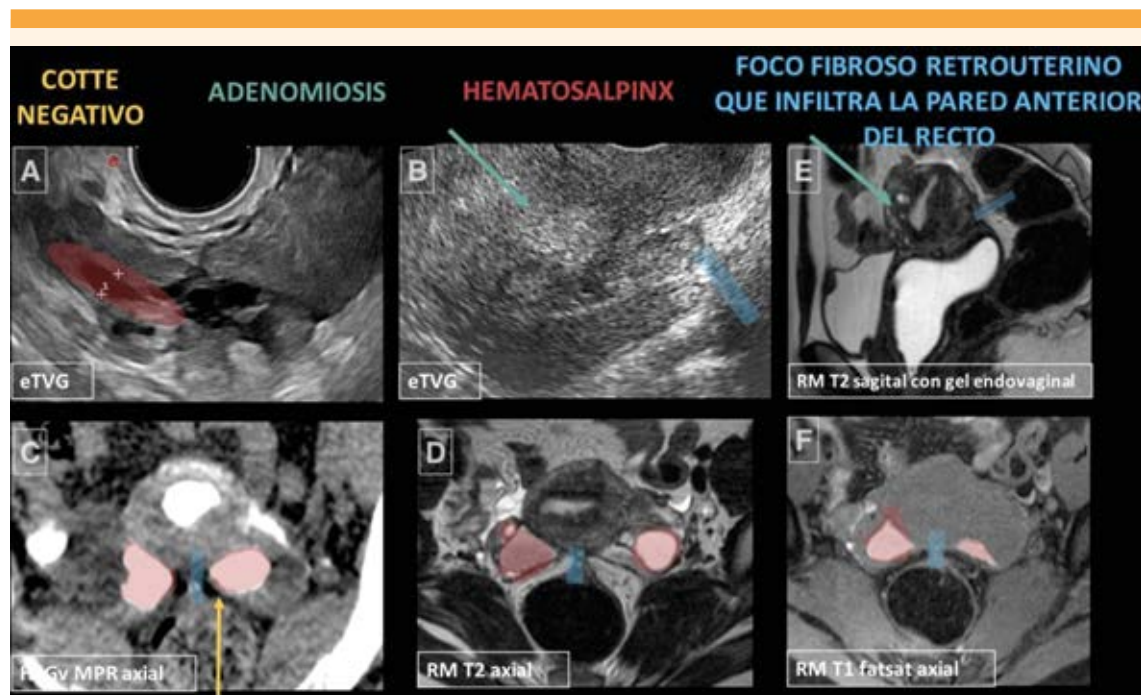 COTTE
NEGATIVO
ADENOMIOSIS
HEMATOSALPINX
FOCO FIBROSO RETROUTERINO
QUE INFILTRA LA PARED ANTERIOR
DEL RECTO
A
eTVG
B
eTVG
E
RM T2 sagital con gel endovaginal
C
MPR axial
D
RM T2 axial
F
RM T1 fatsat axial